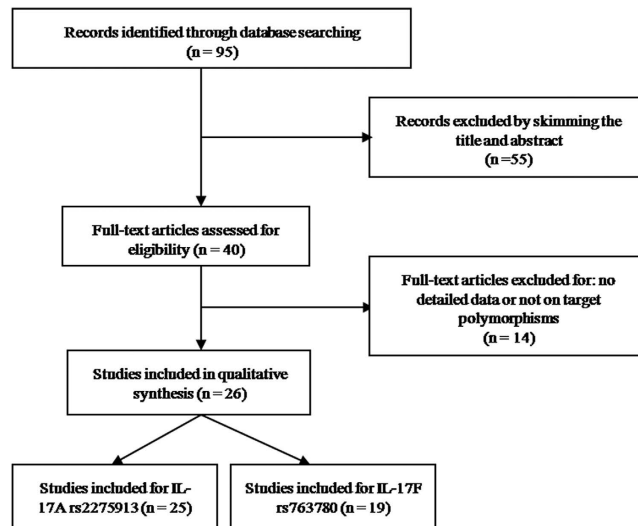 Records identified through database searching
(n = 95)
Records excluded by skimming the
title and abstract
(n =55)
Full-text articles assessed for
eligibility (n = 40)
Full-text articles excluded for: no
detailed data or not on target
polymorphisms
(n = 14)
Studies included in qualitative
synthesis (n = 26)
Studies included for IL-
17A rs2275913 (n = 25)
Studies included for IL-17F
rs763780 (n = 19)